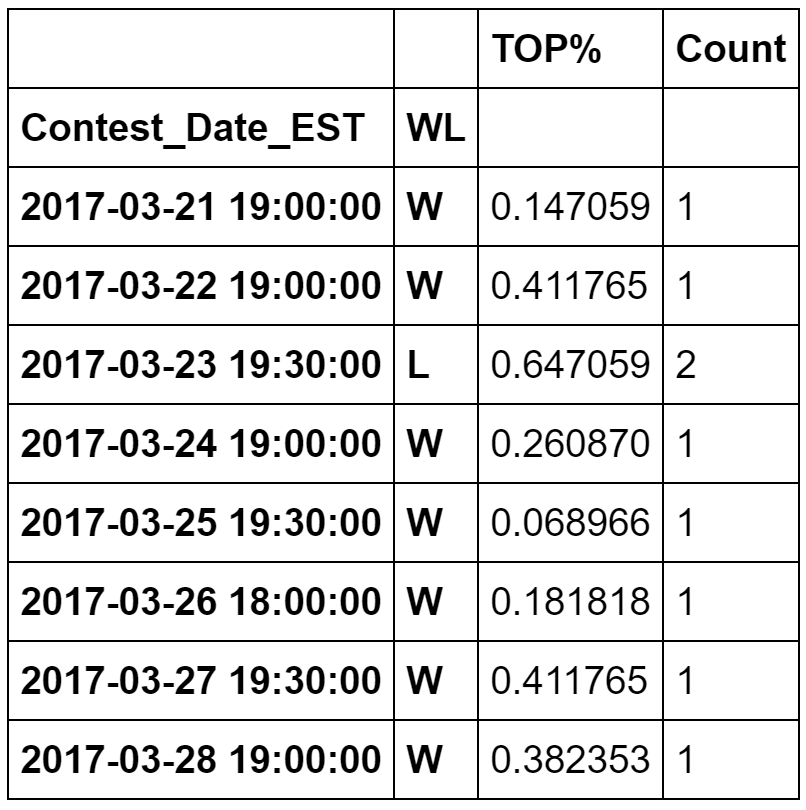 TOP% Count
Contest_Date_EST WL
2017-03-21 19:00:00 W 0.147059 1
2017-03-22 19:00:00 W 0.411765 1
2017-03-23 19:30:00 L 0.647059 2
2017-03-24 19:00:00 W 0.260870 1
2017-03-25 19:30:00 W 0.068966 1
2017-03-26 18:00:00 W 0.181818 1
2017-03-27 19:30:00 W 0.411765 1
2017-03-28 19:00:00 W 0.382353 1